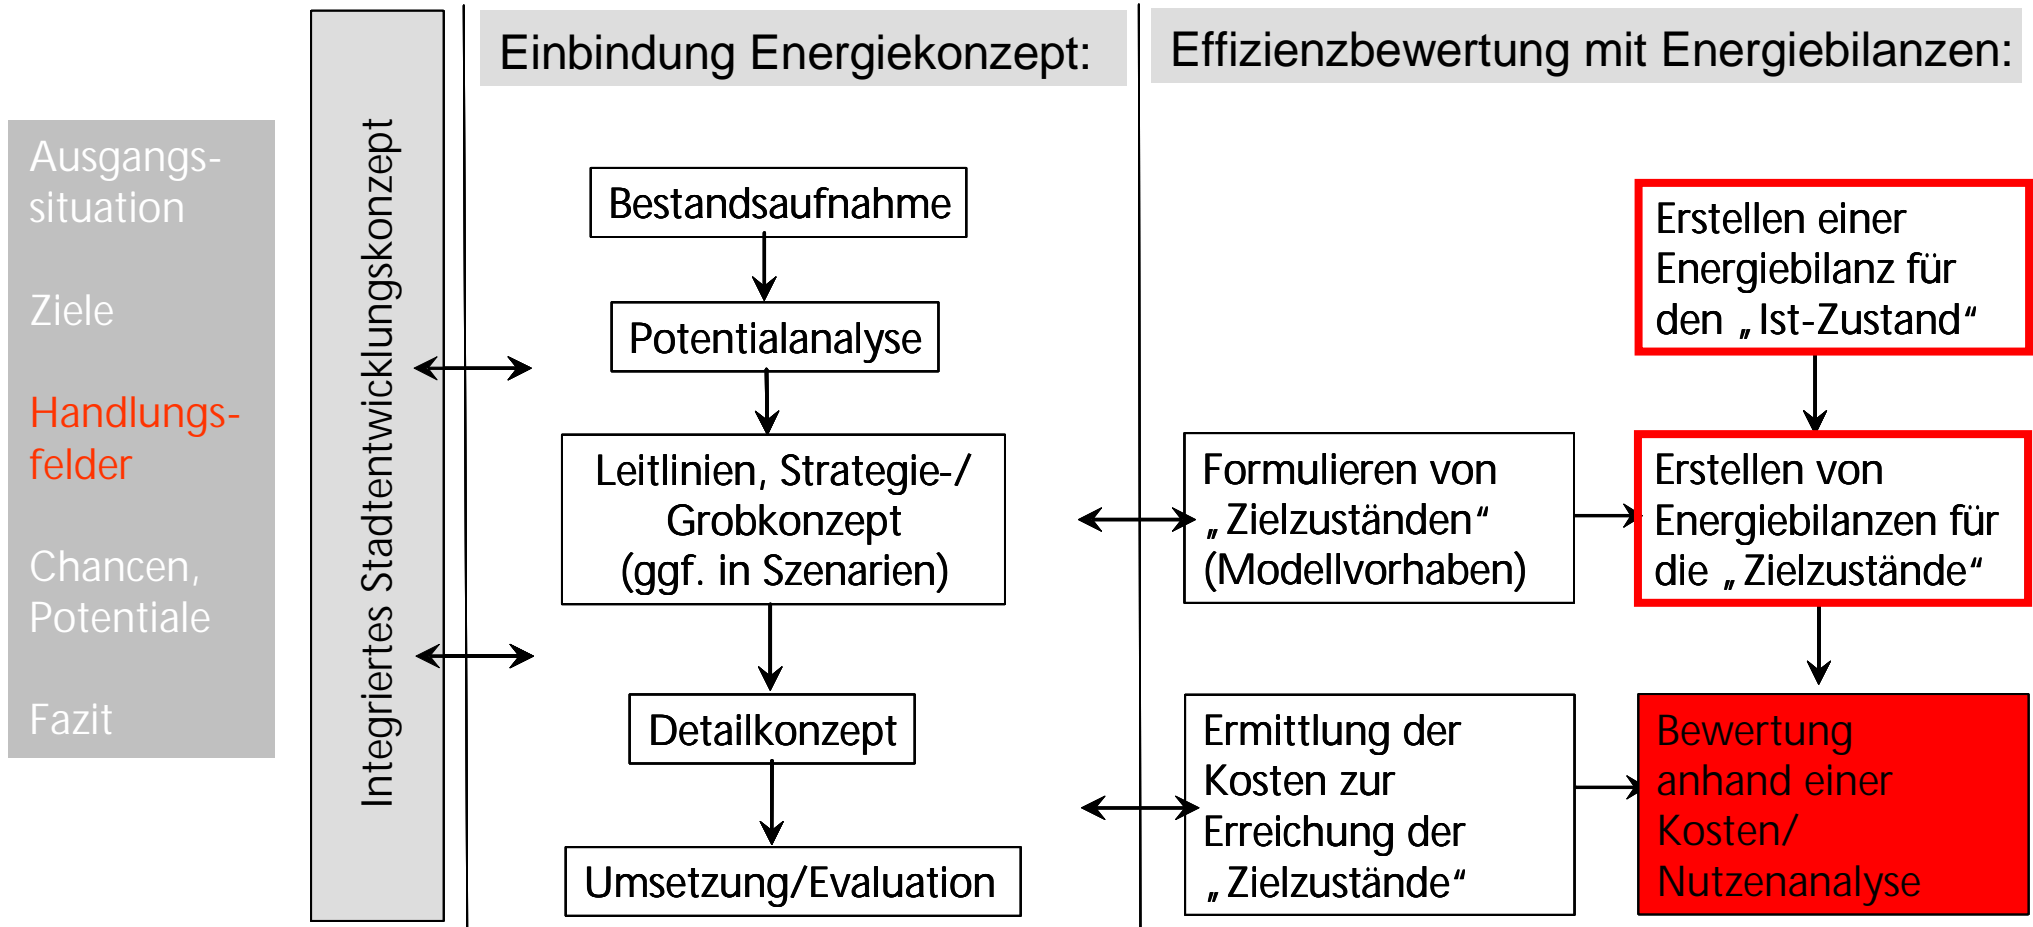 Einbindung Energiekonzept:
Effizienzbewertung mit Energiebilanzen:
Ausgangs-
situation
Ziele
Handlungs-
felder
Chancen,
Potentiale
Fazit
Integriertes Stadtentwicklungskonzept
Bestandsaufnahme
Potentialanalyse
Leitlinien, Strategie-/
Grobkonzept
(ggf. in Szenarien)
Detailkonzept
Umsetzung/Evaluation
Formulieren von
„Zielzuständen“
(Modellvorhaben)
Ermittlung der
Kosten zur
Erreichung der
„Zielzustände“
Erstellen einer
Energiebilanz für
den „Ist-Zustand“
Erstellen von
Energiebilanzen für
die „Zielzustände“
Bewertung
anhand einer
Kosten/
Nutzenanalyse